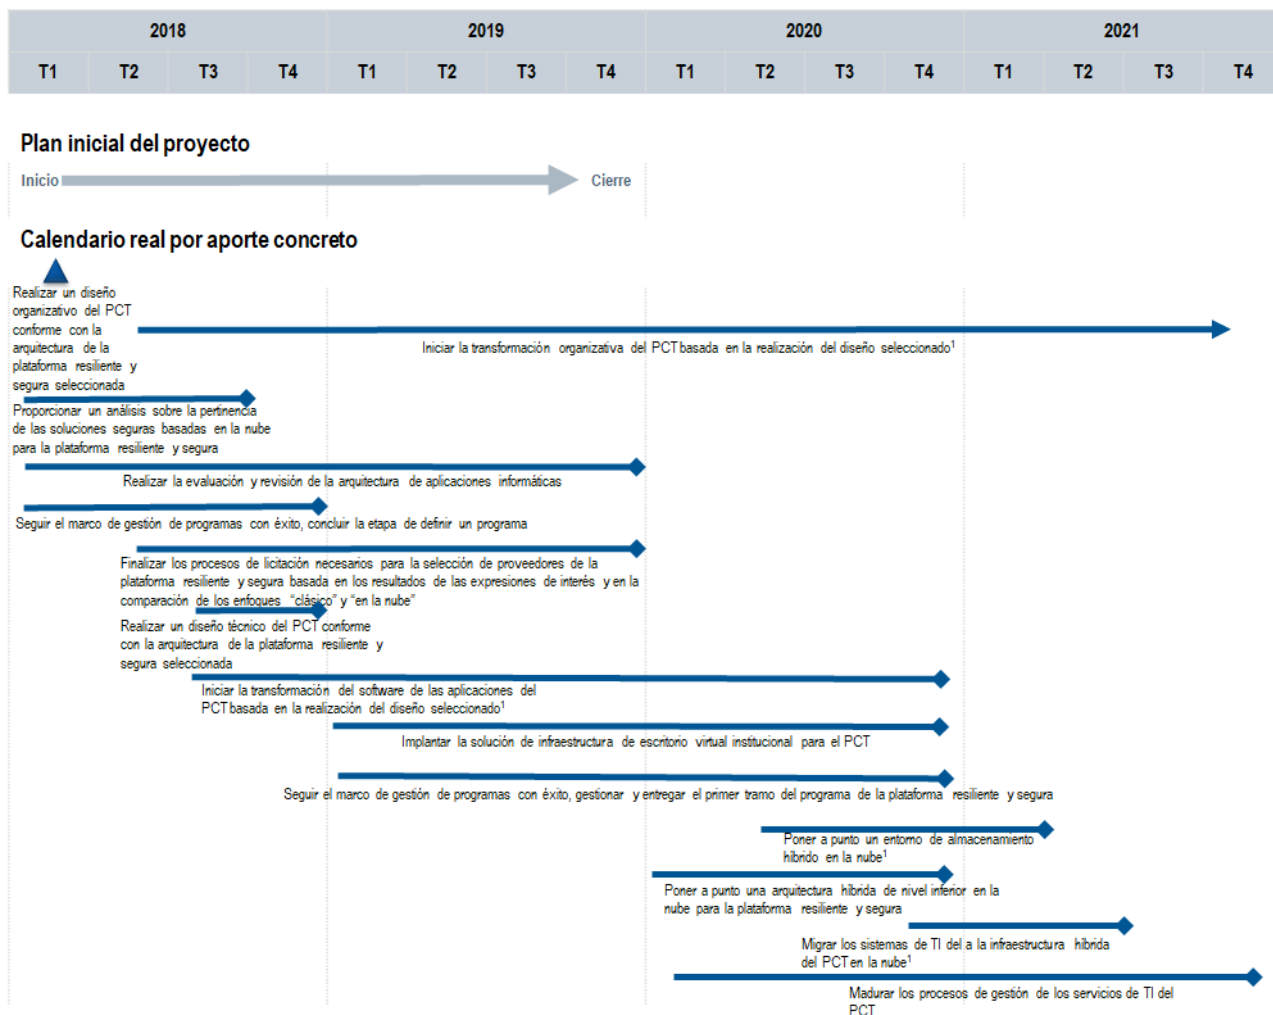 2018 2019 2020 2021
T1 T2 T3 T4 T1 T2 T3 T4 T1 T2 T3 T4 T1 T2 T3 T4
Plan inicial del proyecto
Inicio Cierre
Calendario real por aporte concreto
Realizar un diseño
organizativo del PCT
conforme con la
arquitectura de la
plataforma resiliente y
segura seleccionada
Iniciar la transformación organizativa del PCT basada en la realización del diseño seleccionado¹
Proporcionar un análisis sobre la pertinencia
de las soluciones seguras basadas en la nube
para la plataforma resiliente y segura
Realizar la evaluación y revisión de la arquitectura de aplicaciones informáticas
Seguir el marco de gestión de programas con éxito, concluir la etapa de definir un programa
Finalizar los procesos de licitación necesarios para la selección de proveedores de la
plataforma resiliente y segura basada en los resultados de las expresiones de interés y en la
comparación de los enfoques “clásico” y “en la nube”
Realizar un diseño técnico del PCT conforme
con la arquitectura de la plataforma resiliente y
segura seleccionada
Iniciar la transformación del software de las aplicaciones del
PCT basada en la realización del diseño seleccionado¹
Implantar la solución de infraestructura de escritorio virtual institucional para el PCT
Seguir el marco de gestión de programas con éxito, gestionar y entregar el primer tramo del programa de la plataforma resiliente y segura
Poner a punto un entorno de almacenamiento
híbrido en la nube¹
Poner a punto una arquitectura híbrida de nivel inferior en la
nube para la plataforma resiliente y segura
Migrar los sistemas de TI del a la infraestructura híbrida
del PCT en la nube¹
Madurar los procesos de gestión de los servicios de TI del
PCT